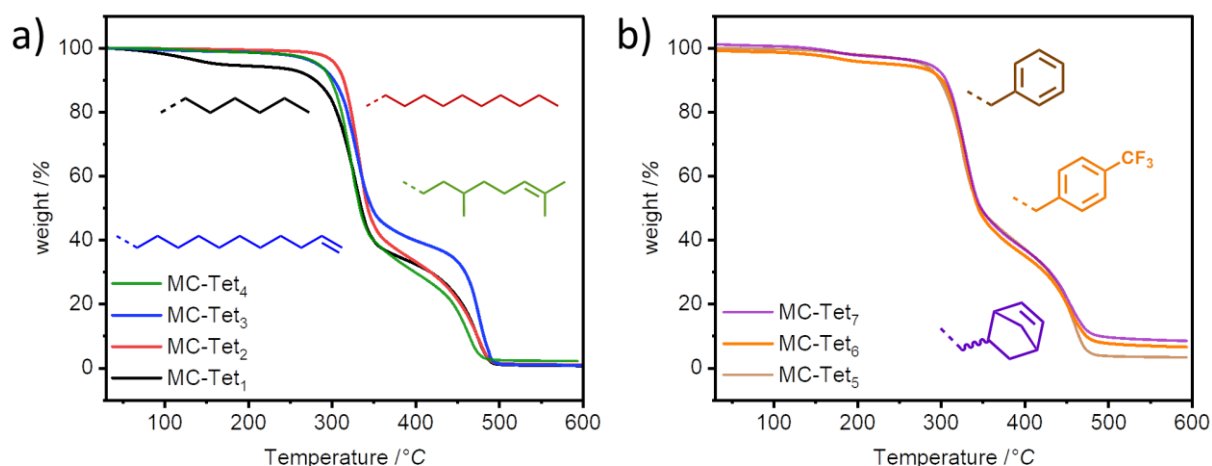 a)
weight /%
100
80
60
40
20
0
MC-Tet₄
MC-Tet₃
MC-Tet₂
MC-Tet₁
100 200 300 400 500 600
Temperature /°C
b)
weight /%
100
80
60
40
20
0
CF₃
MC-Tet₇
MC-Tet₆
MC-Tet₅
100 200 300 400 500 600
Temperature /°C